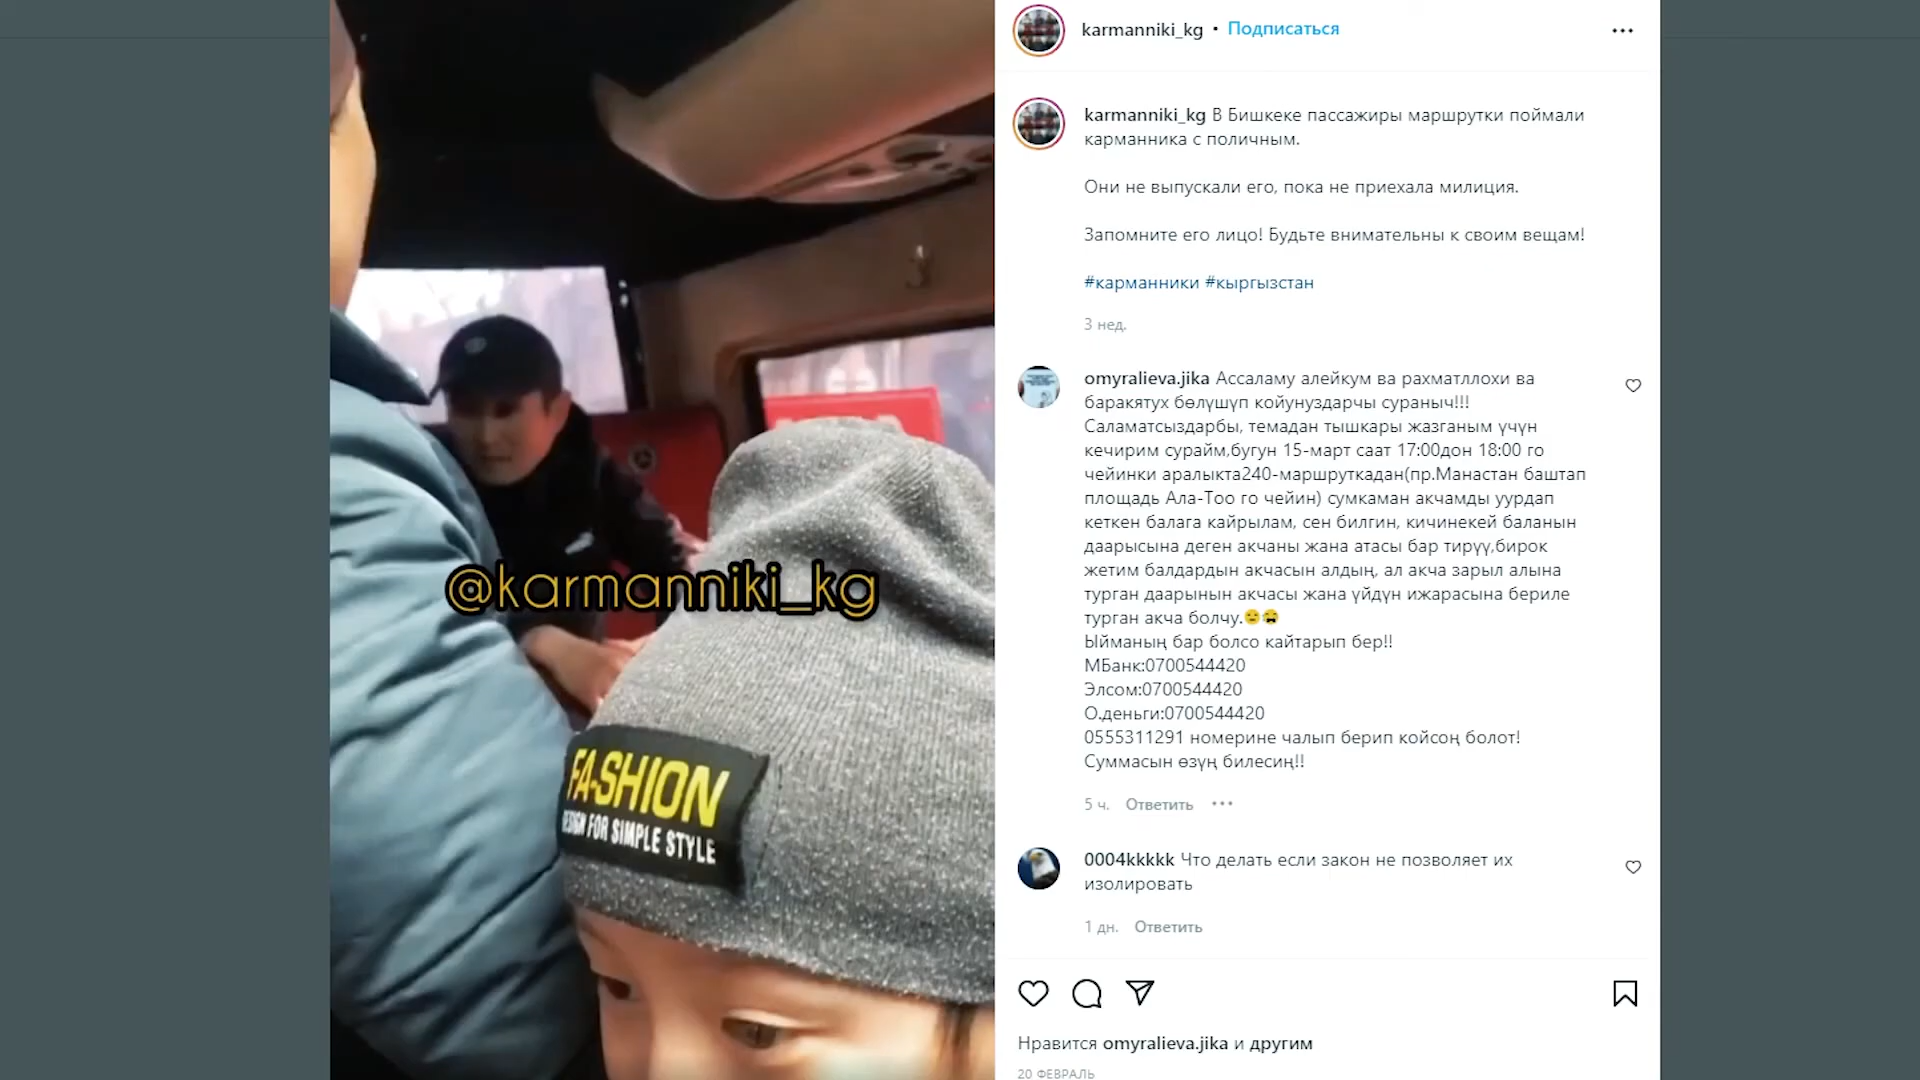 karmanniki_kg • Подписаться
karmanniki_kg В Бишкеке пассажиры маршрутки поймали
карманника с поличным.
Они не выпускали его, пока не приехала милиция.
Запомните его лицо! Будьте внимательны к своим вещам!
#карманники #кыргызстан
3 нед.
omyralieva.jika Ассаламу алейкум ва рахматллохи ва
баракятух бөлүшүп койунуздарчы сураныч!!!
Саламатсыздарбы, темадан тышкары жазганым үчүн
кечирим сурайм,бугун 15-март саат 17:00дон 18:00 го
чейинки аралыкта240-маршруткадан(пр.Манастан баштап
площадь Ала-Тоо го чейин) сумкаман акчамды уурдап
кеткен балага кайрылам, сен билгин, кичинекей баланын
даарысына деген акчаны жана атасы бар тирүү,бирок
жетим балдардын акчасын алдың, ал акча зарыл алына
турган даарынын акчасы жана үйдүн ижарасына бериле
турган акча болчу.😔😭
Ыйманың бар болсо кайтарып бер!!
МБанк:0700544420
Элсом:0700544420
О.деньги:0700544420
0555311291 номерине чалып берип койсоң болот!
Суммасын өзүң билесиң!!
5 ч. Ответить •••
0004kkkkk Что делать если закон не позволяет их
изолировать
1 дн. Ответить
Нравится omyralieva.jika и другим
20 ФЕВРАЛЬ
@karmanniki_kg
FA-SHION
DESIGN FOR SIMPLE STYLE